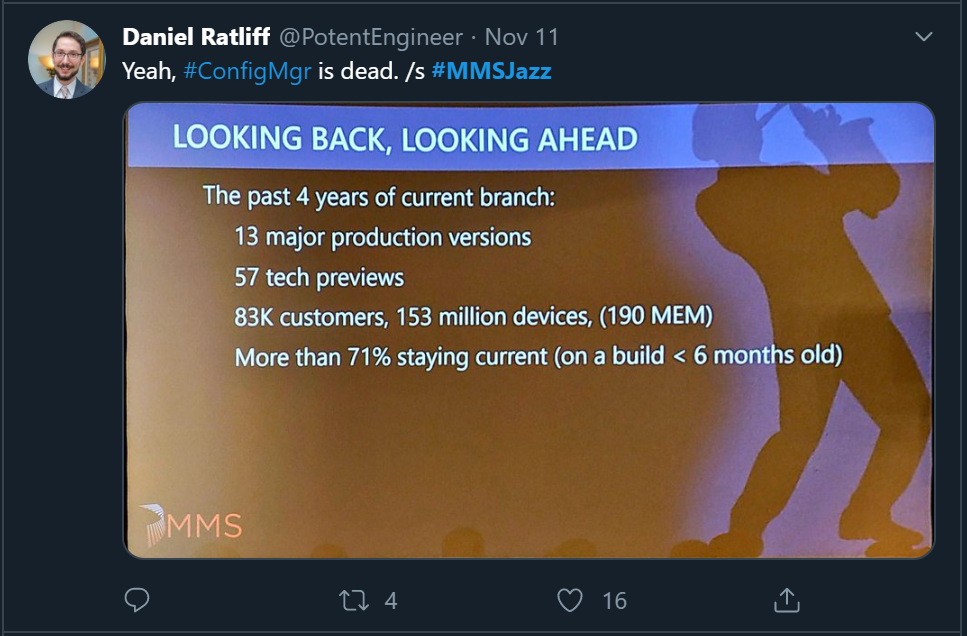 Daniel Ratliff @PotentEngineer · Nov 11
Yeah, #ConfigMgr is dead. /s #MMSJazz
LOOKING BACK, LOOKING AHEAD
The past 4 years of current branch:
13 major production versions
57 tech previews
83K customers, 153 million devices, (190 MEM)
More than 71% staying current (on a build < 6 months old)
MMS
4
16